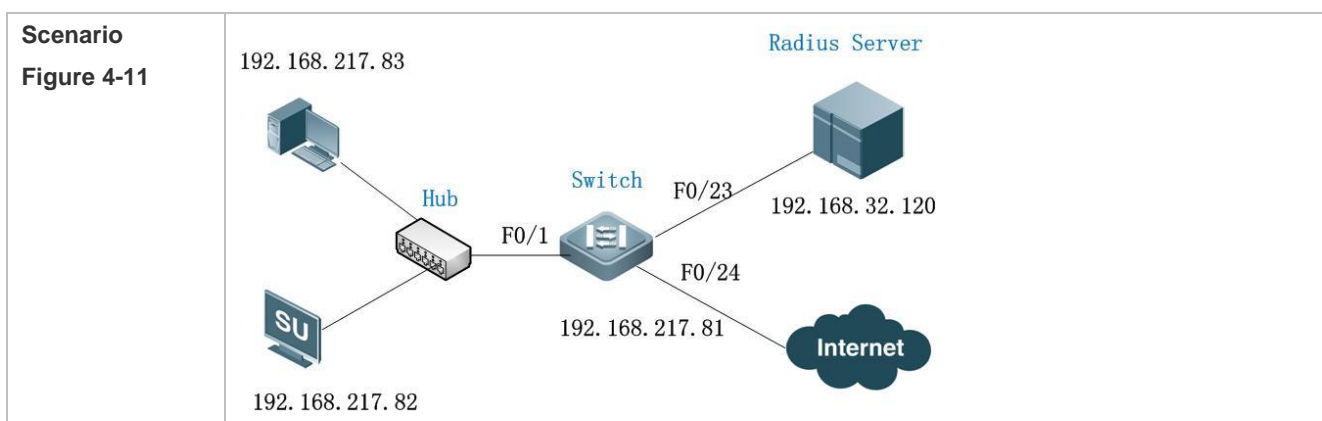 Scenario
Figure 4-11
Radius Server
192. 168. 217. 83
Switch
F0/23
Hub
192. 168. 32. 120
F0/1
F0/24
SU
192. 168. 217. 81
Internet
192. 168. 217. 82